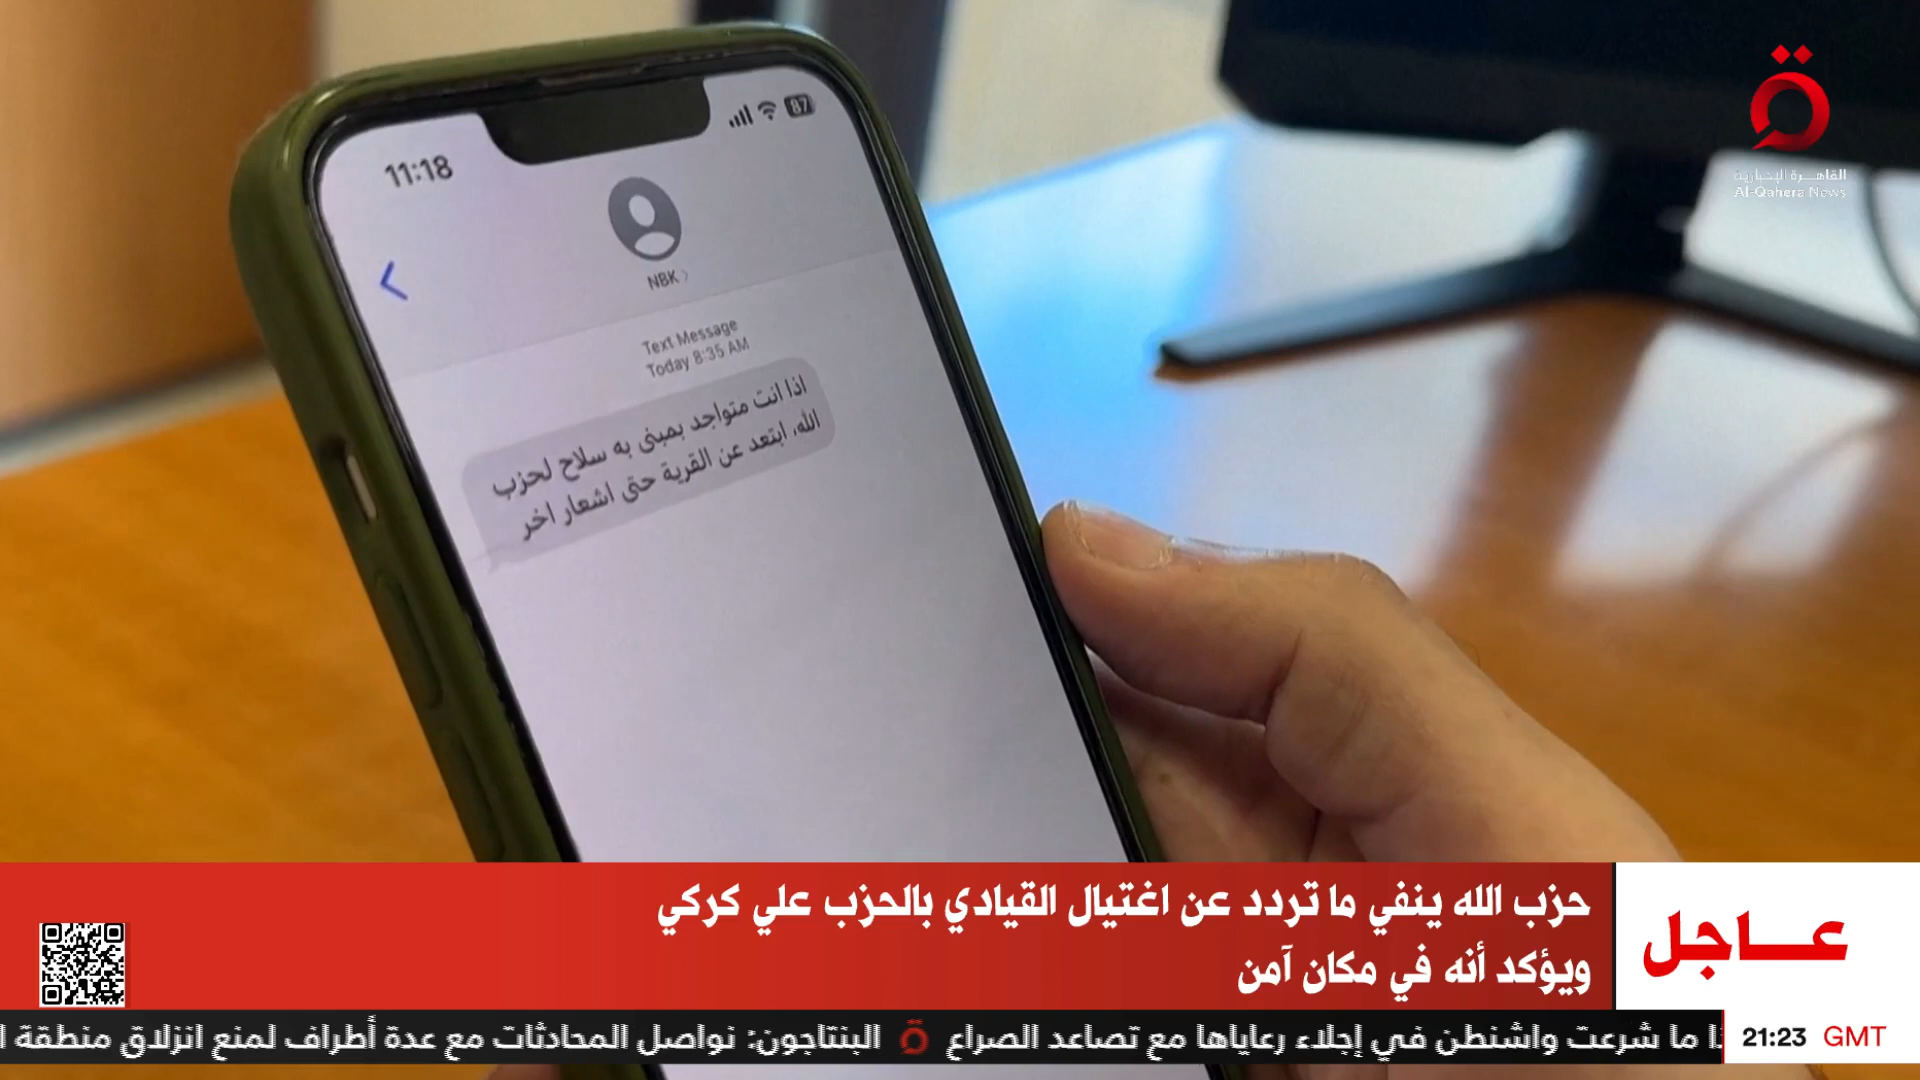 11:18
87
القاهرة الإخبارية
Al-Qahera News
NBK
Text Message
Today 8:35 AM
اذا انت متواجد بمبنى به سلاح لحزب
الله، ابتعد عن القرية حتى اشعار اخر
عاجل
حزب الله ينفي ما تردد عن اغتيال القيادي بالحزب علي كركي
ويؤكد أنه في مكان آمن
ما شرعت واشنطن في إجلاء رعاياها مع تصاعد الصراع
البنتاجون: نواصل المحادثات مع عدة أطراف لمنع انزلاق منطقة
21:23 GMT